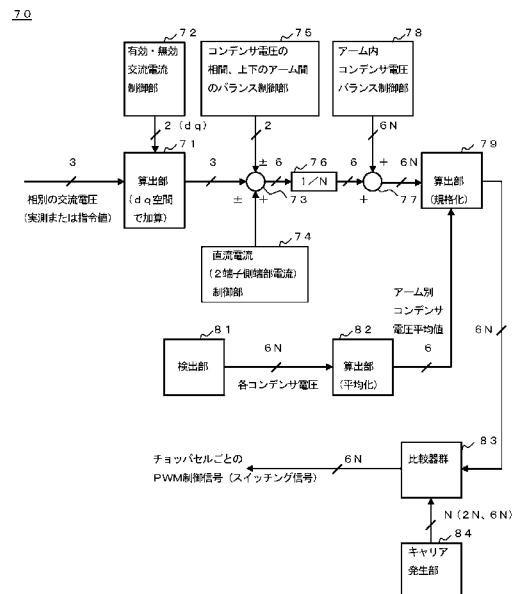 ７０
７２
有効・無効
交流電流
制御部
７５
コンデンサ電圧の
相間、上下のアーム間
のバランス制御部
７８
アーム内
コンデンサ電圧
バランス制御部
２（ｄｑ）
７１
２
６Ｎ
７９
３
算出部
（ｄｑ空間
で加算）
３
±
６
７６
１／Ｎ
６
＋
６Ｎ
算出部
（規格化）
相別の交流電圧
（実測または指令値）
±
＋
７３
＋
７７
７４
直流電流
（２端子側端部電流）
制御部
アーム別
コンデンサ
電圧平均値
８１
検出部
６Ｎ
各コンデンサ電圧
８２
算出部
（平均化）
６
６Ｎ
８３
比較器群
チョッパセルごとの
ＰＷＭ制御信号（スイッチング信号）
６Ｎ
Ｎ（２Ｎ、６Ｎ）
８４
キャリア
発生部